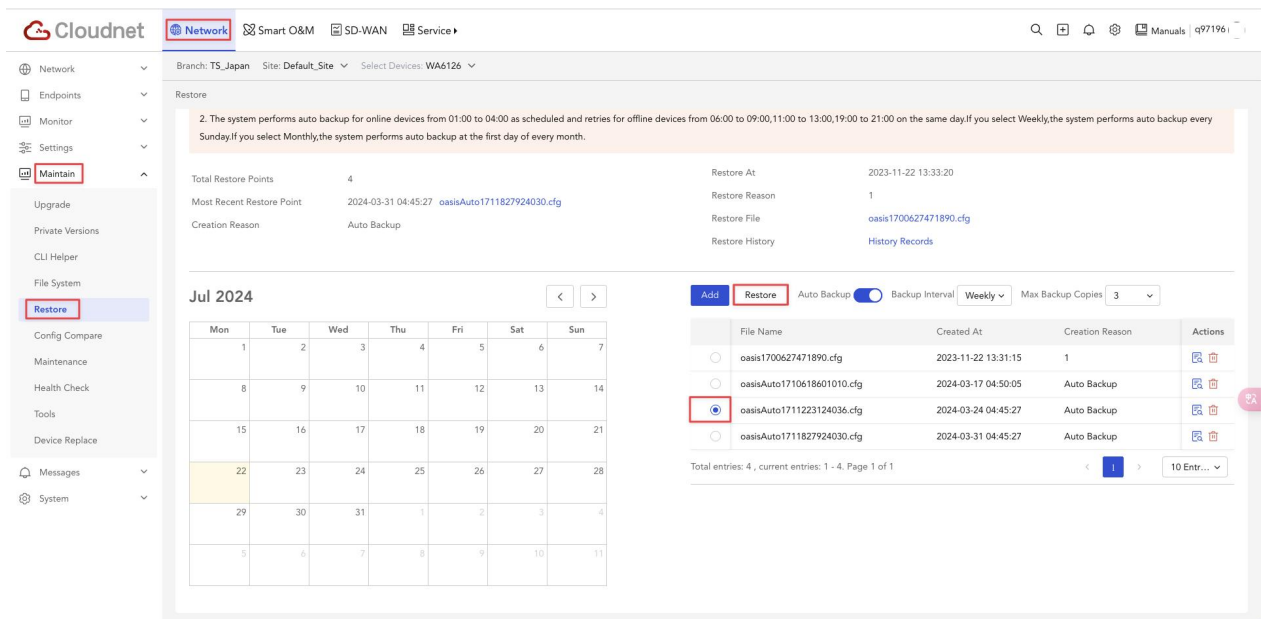 Cloudnet
Network Smart O&M SD-WAN Service
Manuals q97196
Network
Endpoints
Monitor
Settings
Maintain
Upgrade
Private Versions
CLI Helper
File System
Restore
Config Compare
Maintenance
Health Check
Tools
Device Replace
Messages
System
Branch: TS_Japan Site: Default_Site Select Devices: WA6126
Restore
2. The system performs auto backup for online devices from 01:00 to 04:00 as scheduled and retries for offline devices from 06:00 to 09:00,11:00 to 13:00,19:00 to 21:00 on the same day.If you select Weekly,the system performs auto backup every
Sunday.If you select Monthly,the system performs auto backup at the first day of every month.
Total Restore Points 4
Most Recent Restore Point 2024-03-31 04:45:27 oasisAuto1711827924030.cfg
Creation Reason Auto Backup
Restore At 2023-11-22 13:33:20
Restore Reason 1
Restore File oasis1700627471890.cfg
Restore History History Records
Jul 2024 < >
Mon Tue Wed Thu Fri Sat Sun
1 2 3 4 5 6 7
8 9 10 11 12 13 14
15 16 17 18 19 20 21
22 23 24 25 26 27 28
29 30 31 1 2 3 4
5 6 7 8 9 10 11
Add Restore Auto Backup Backup Interval Weekly Max Backup Copies 3
File Name Created At Creation Reason Actions
oasis1700627471890.cfg 2023-11-22 13:31:15 1
oasisAuto1710618601010.cfg 2024-03-17 04:50:05 Auto Backup
oasisAuto1711223124036.cfg 2024-03-24 04:45:27 Auto Backup
oasisAuto1711827924030.cfg 2024-03-31 04:45:27 Auto Backup
Total entries: 4 , current entries: 1 - 4. Page 1 of 1 < 1 > 10 Entr...